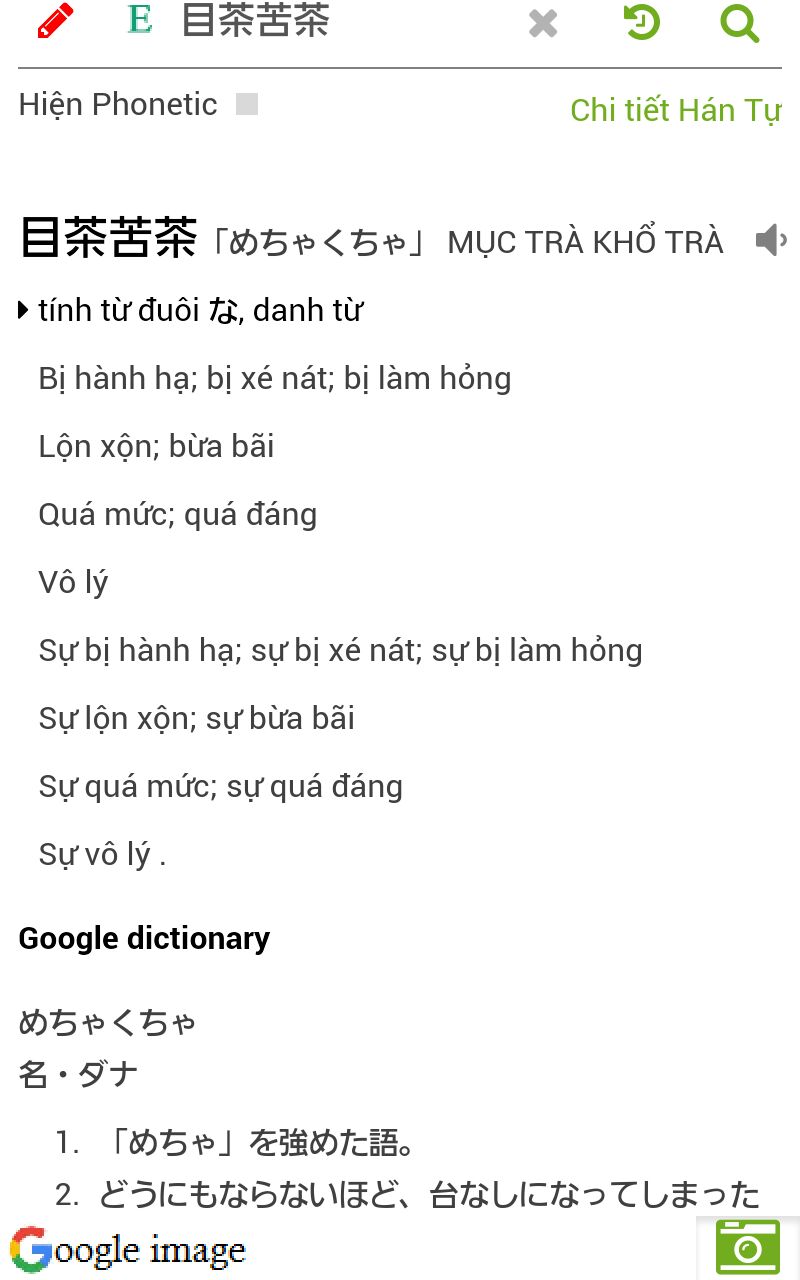 E 目茶苦茶
Hiện Phonetic
Chi tiết Hán Tự
目茶苦茶「めちゃくちゃ」 MỤC TRÀ KHỔ TRÀ
tính từ đuôi な, danh từ
Bị hành hạ; bị xé nát; bị làm hỏng
Lộn xộn; bừa bãi
Quá mức; quá đáng
Vô lý
Sự bị hành hạ; sự bị xé nát; sự bị làm hỏng
Sự lộn xộn; sự bừa bãi
Sự quá mức; sự quá đáng
Sự vô lý .
Google dictionary
めちゃくちゃ
名・ダナ
1. 「めちゃ」を強めた語。
2. どうにもならないほど、台なしになってしまった
Google image